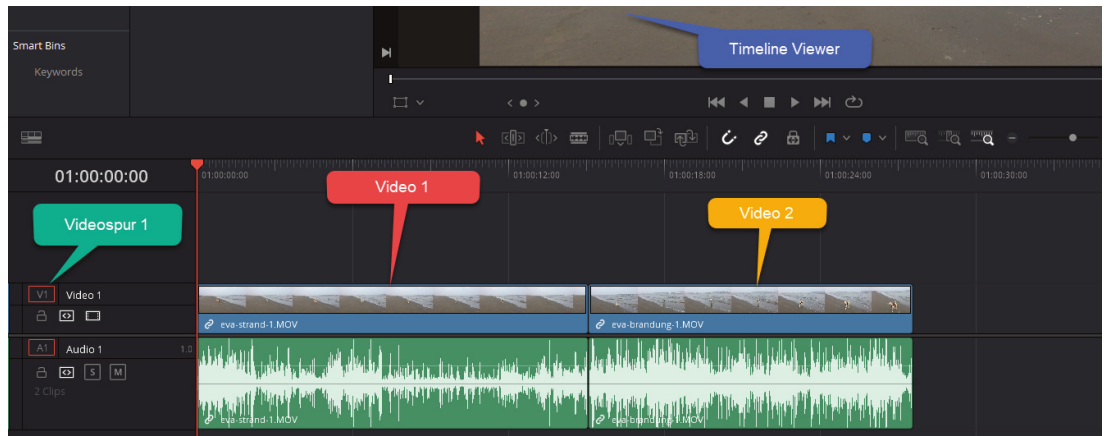 Smart Bins
Keywords
Timeline Viewer
01:00:00:00
01:00:00:00
01:00:12:00
01:00:18:00
01:00:24:00
01:00:30:00
Video 1
Video 2
Videospur 1
V1 Video 1
eva-strand-1.MOV
eva-brandung-1.MOV
A1 Audio 1 1.0
S M
2 Clips
eva-strand-1.MOV
eva-brandung-1.MOV